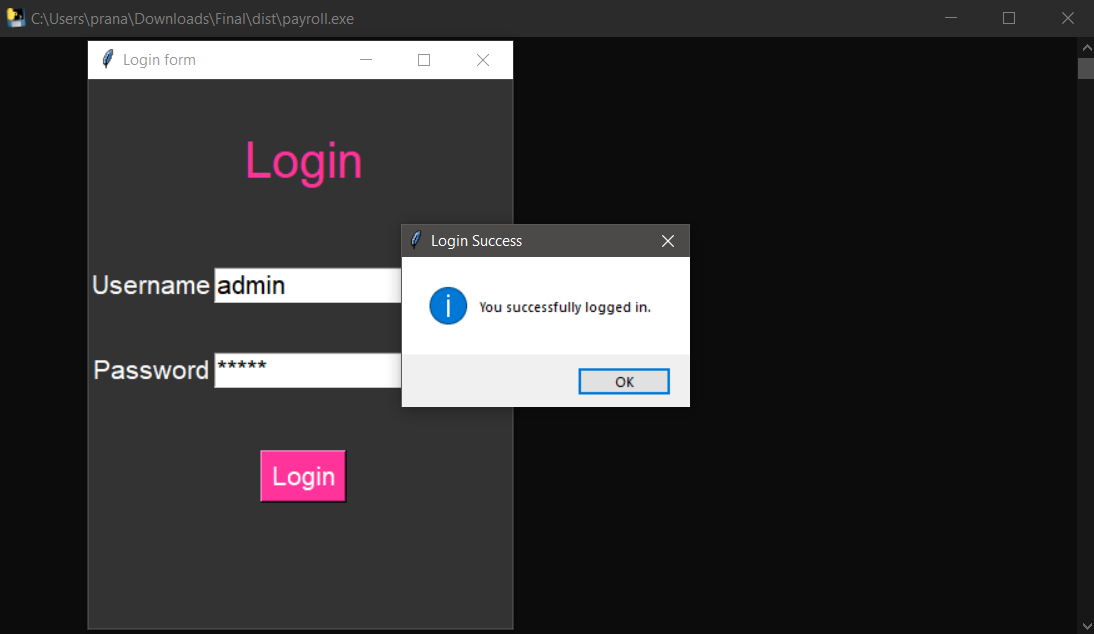 C:\Users\prana\Downloads\Final\dist\payroll.exe
Login form
Login
Login Success
You successfully logged in.
OK
Username admin
Password *****
Login